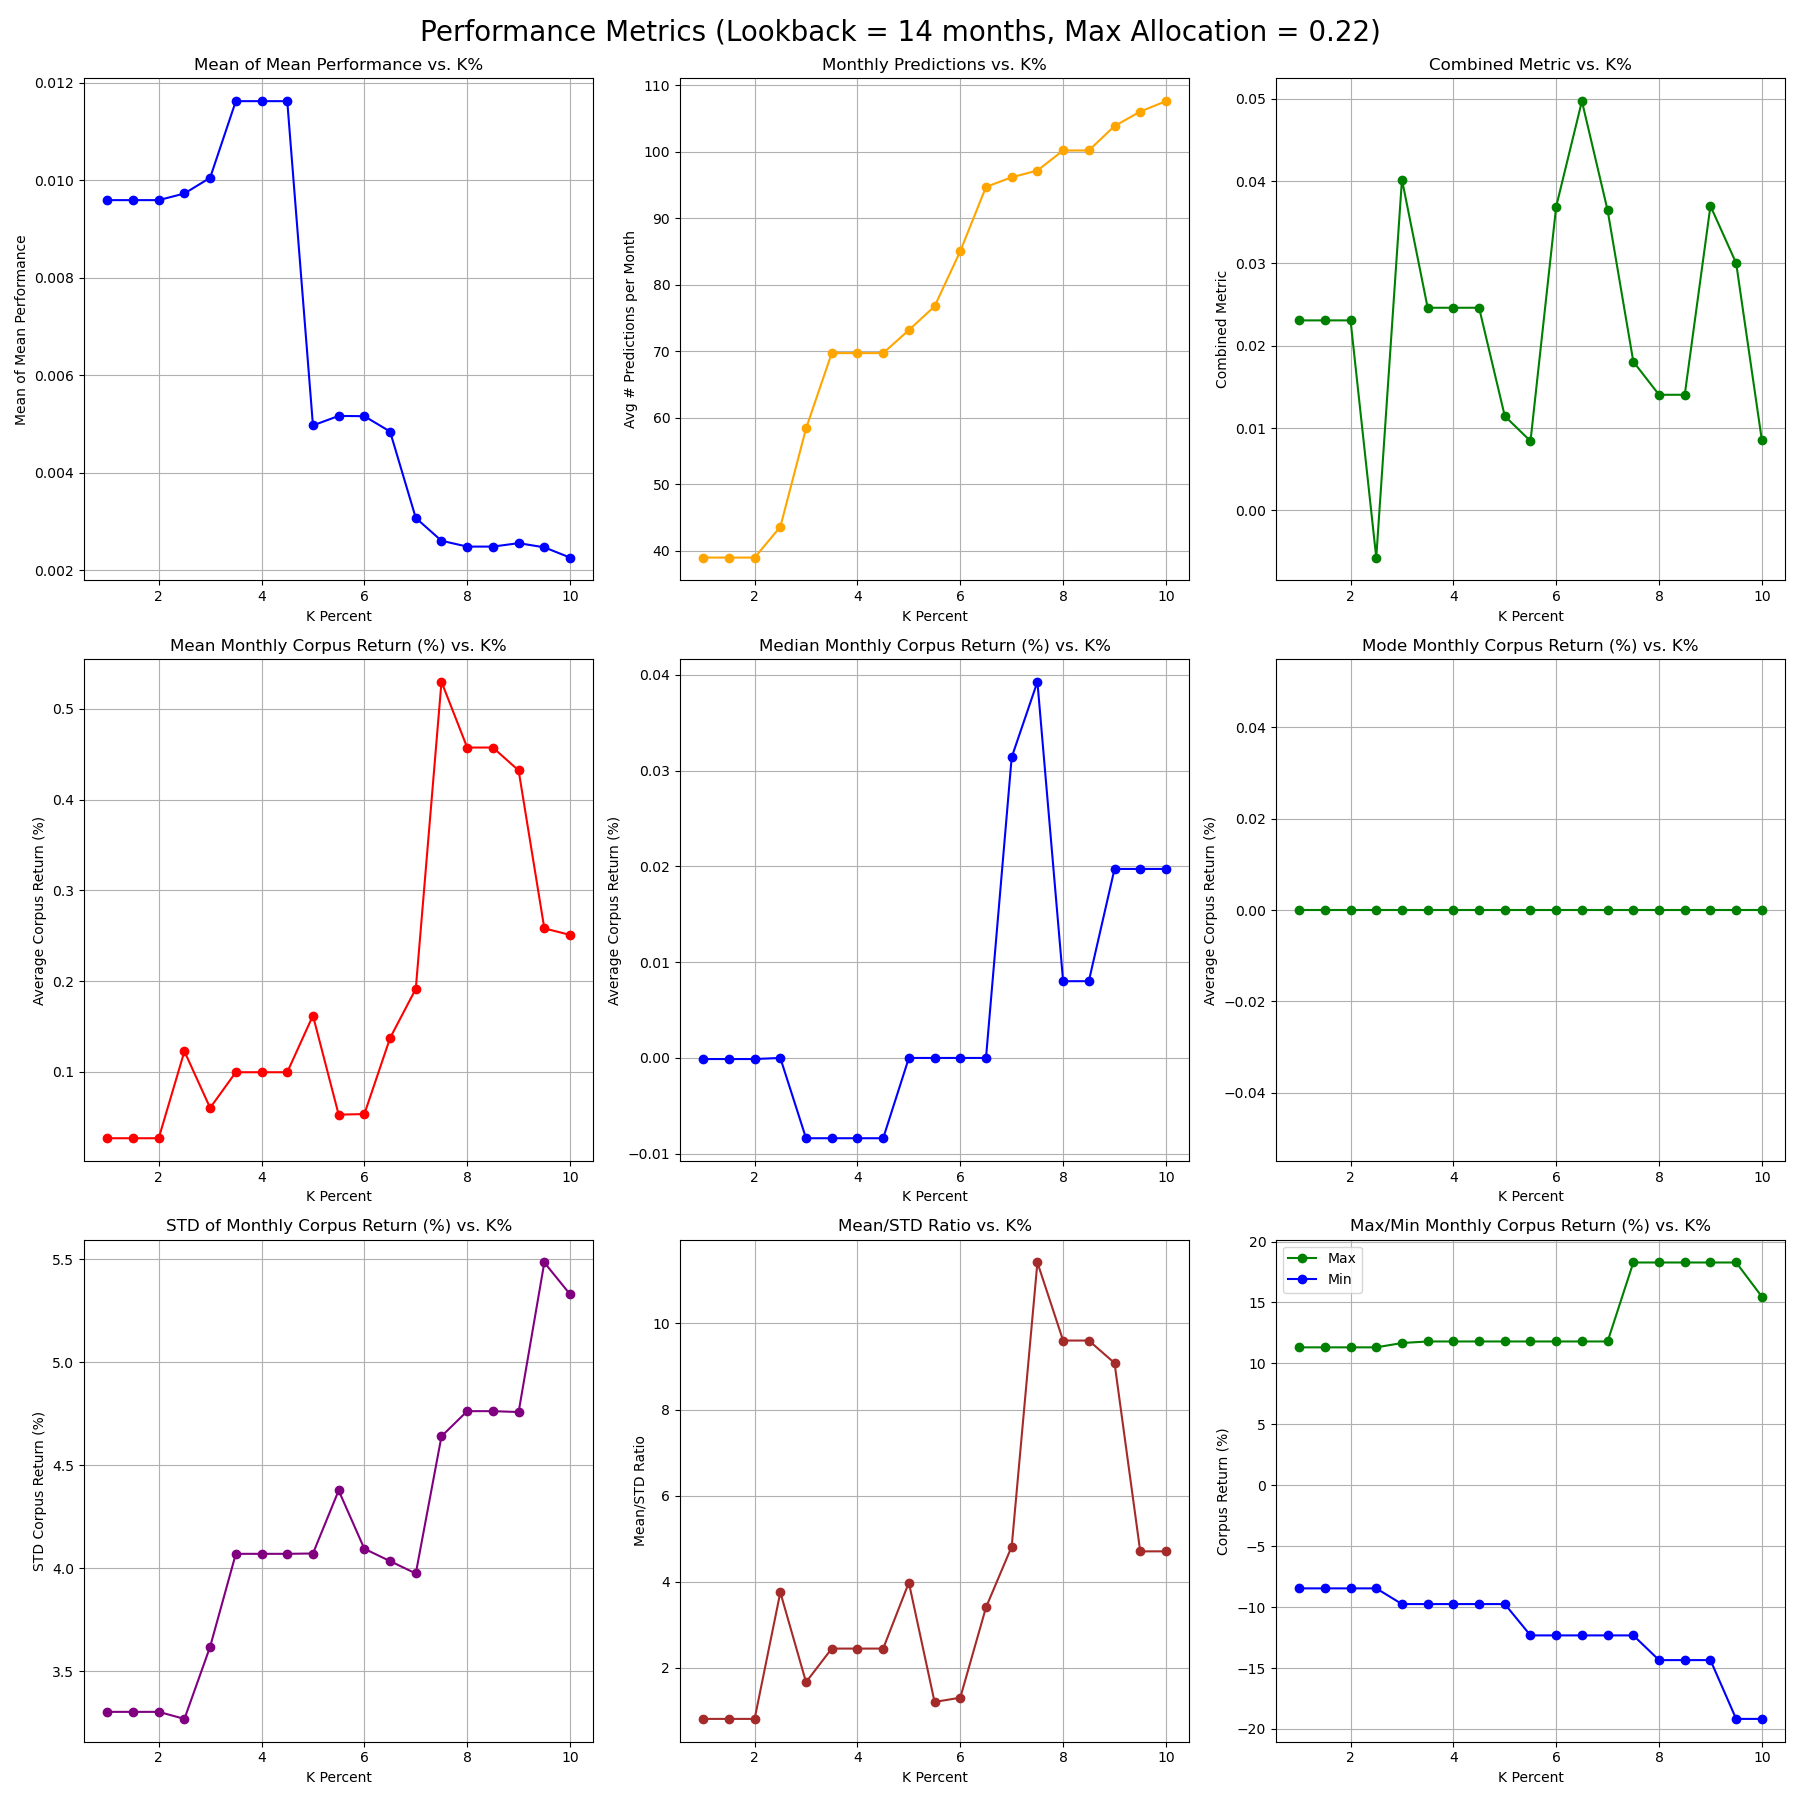 Performance Metrics (Lookback = 14 months, Max Allocation = 0.22)
Mean of Mean Performance vs. K%
0.012
0.010
0.008
0.006
0.004
0.002
Mean of Mean Performance
2 4 6 8 10
K Percent
Monthly Predictions vs. K%
110
100
90
80
70
60
50
40
Avg # Predictions per Month
2 4 6 8 10
K Percent
Combined Metric vs. K%
0.05
0.04
0.03
0.02
0.01
0.00
Combined Metric
2 4 6 8 10
K Percent
Mean Monthly Corpus Return (%) vs. K%
0.5
0.4
0.3
0.2
0.1
Average Corpus Return (%)
2 4 6 8 10
K Percent
Median Monthly Corpus Return (%) vs. K%
0.04
0.03
0.02
0.01
0.00
−0.01
Average Corpus Return (%)
2 4 6 8 10
K Percent
Mode Monthly Corpus Return (%) vs. K%
0.04
0.02
0.00
−0.02
−0.04
Average Corpus Return (%)
2 4 6 8 10
K Percent
STD of Monthly Corpus Return (%) vs. K%
5.5
5.0
4.5
4.0
3.5
STD Corpus Return (%)
2 4 6 8 10
K Percent
Mean/STD Ratio vs. K%
10
8
6
4
2
Mean/STD Ratio
2 4 6 8 10
K Percent
Max/Min Monthly Corpus Return (%) vs. K%
Max
Min
20
15
10
5
0
−5
−10
−15
−20
Corpus Return (%)
2 4 6 8 10
K Percent